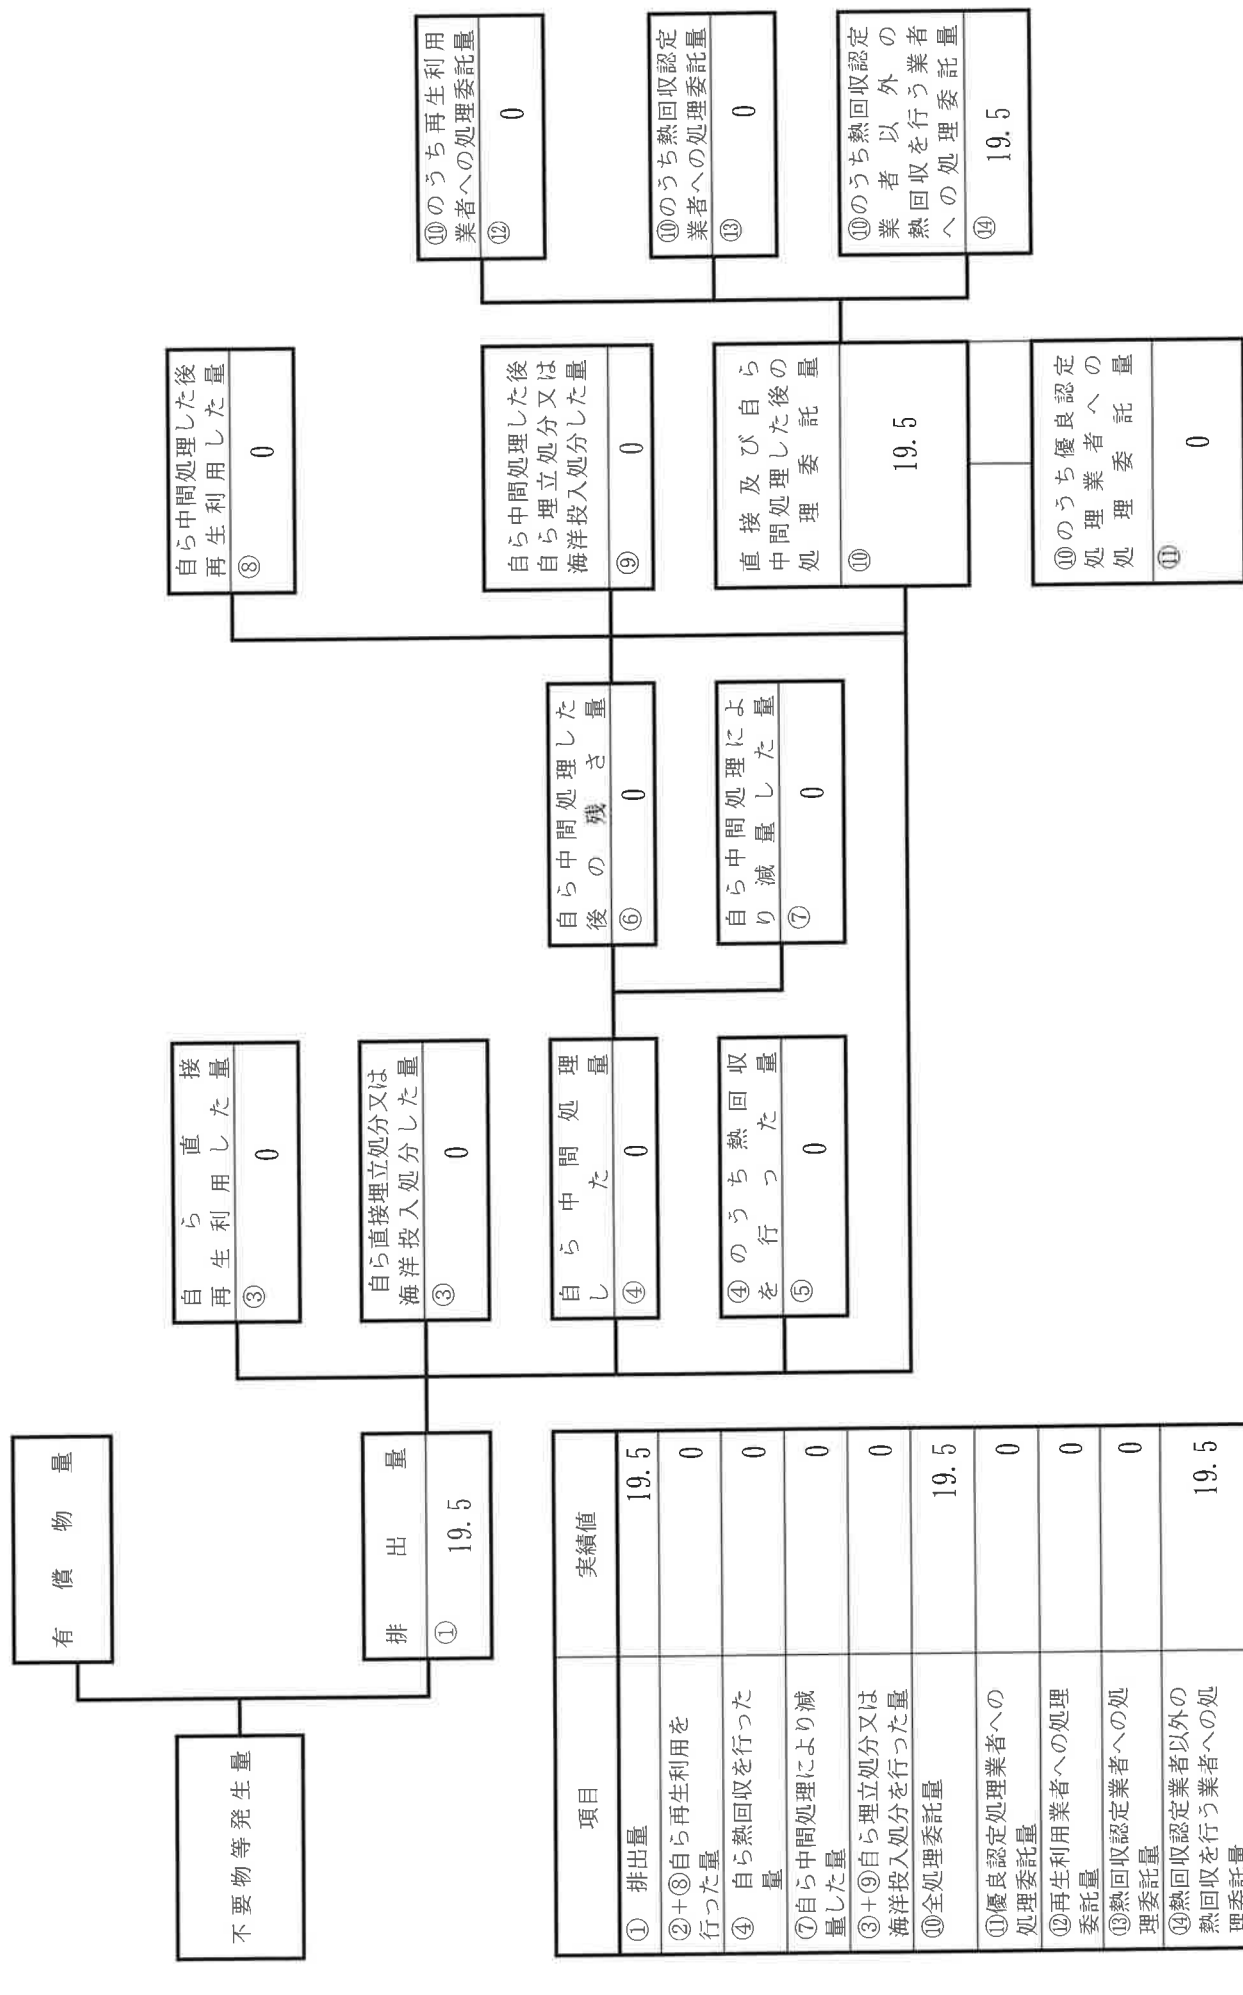 有償物量
不要物等発生量
排出量
① 19.5
自ら直接
再生利用した量
③ 0
自ら直接埋立処分又は
海洋投入処分した量
③ 0
自ら中間処理
した量
④ 0
④のうち熱回収
を行った量
⑤ 0
自ら中間処理した
後の残さ量
⑥ 0
自ら中間処理によ
り減量した量
⑦ 0
自ら中間処理した後
再生利用した量
⑧ 0
自ら中間処理した後
自ら埋立処分又は
海洋投入処分した量
⑨ 0
直接及び自ら
中間処理した後の
処理委託量
⑩ 19.5
⑩のうち優良認定
処理業者への
処理委託量
⑪ 0
⑩のうち再生利用
業者への処理委託量
⑫ 0
⑩のうち熱回収認定
業者への処理委託量
⑬ 0
⑩のうち熱回収認定
業者以外の
熱回収を行う業者
への処理委託量
⑭ 19.5
項目 実績値
① 排出量 19.5
②+⑧自ら再生利用を
行った量 0
④ 自ら熱回収を行った
量 0
⑦自ら中間処理により減
量した量 0
③+⑨自ら埋立処分又は
海洋投入処分を行った量 0
⑩全処理委託量 19.5
⑪優良認定処理業者への
処理委託量 0
⑫再生利用業者への処理
委託量 0
⑬熱回収認定業者への処
理委託量 0
⑭熱回収認定業者以外の
熱回収を行う業者への処
理委託量 19.5